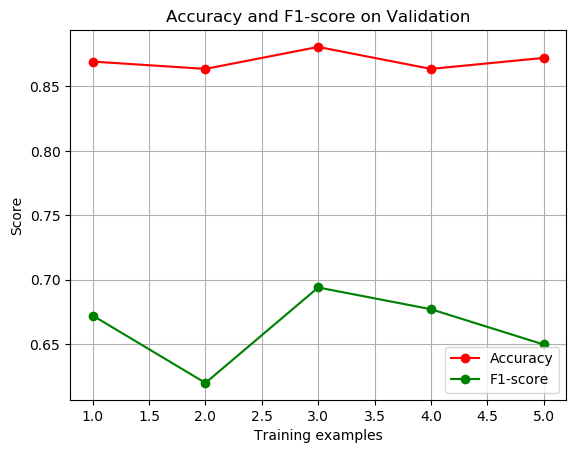 Accuracy and F1-score on Validation
Score
0.85
0.80
0.75
0.70
0.65
1.0 1.5 2.0 2.5 3.0 3.5 4.0 4.5 5.0
Training examples
Accuracy
F1-score